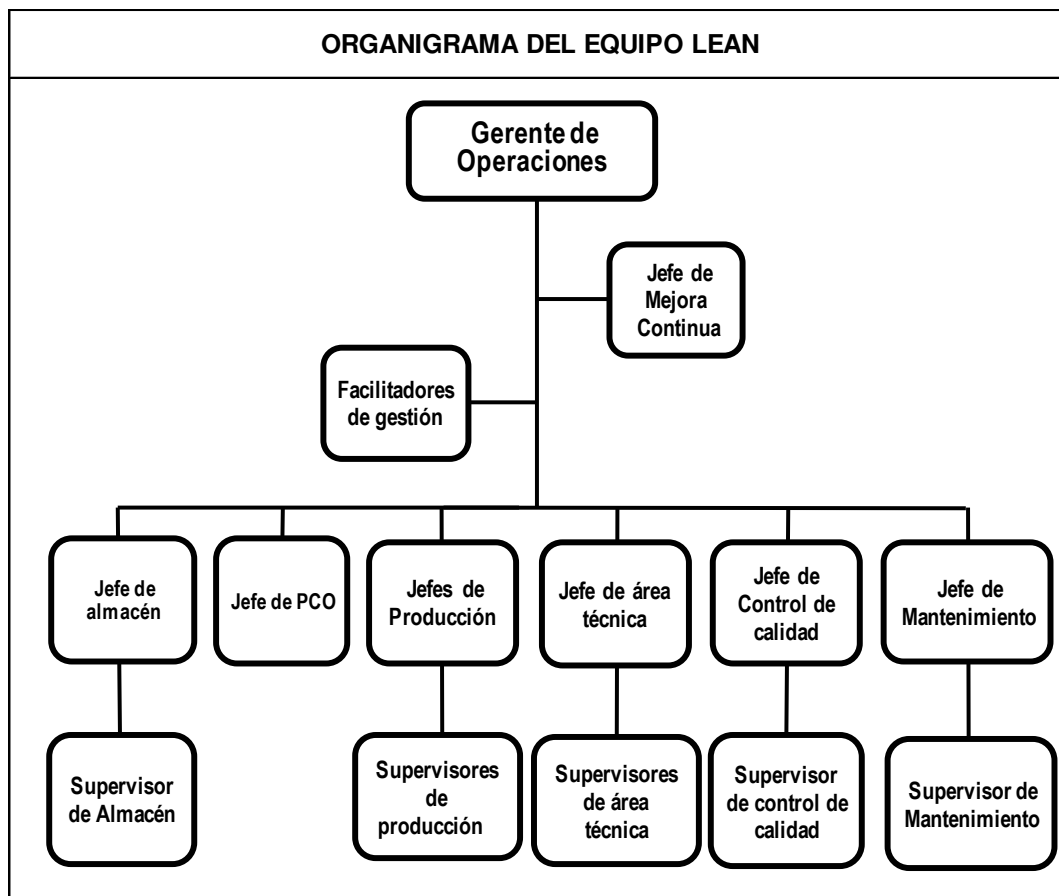 ORGANIGRAMA DEL EQUIPO LEAN
Gerente de
Operaciones
Jefe de
Mejora
Continua
Facilitadores
de gestión
Jefe de
almacén
Jefe de PCO
Jefes de
Producción
Jefe de área
técnica
Jefe de
Control de
calidad
Jefe de
Mantenimiento
Supervisor
de Almacén
Supervisores
de
producción
Supervisores
de área
técnica
Supervisor
de control de
calidad
Supervisor de
Mantenimiento